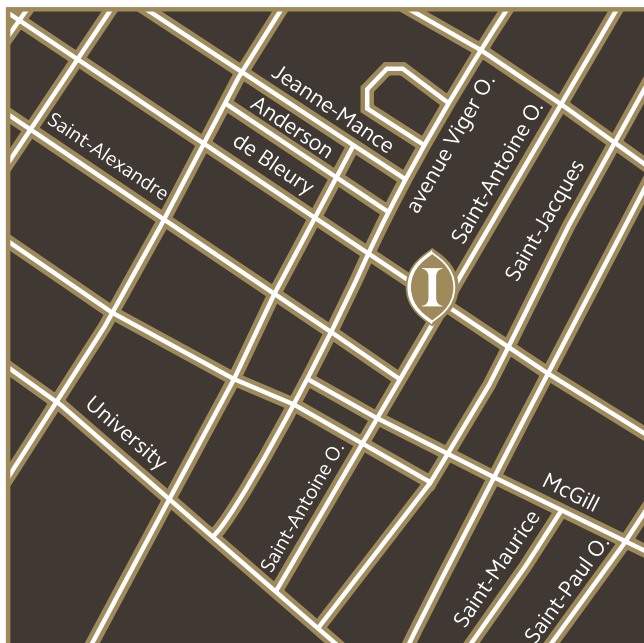 Jeanne-Mance
Anderson
de Bleury
Saint-Alexandre
avenue Viger O.
Saint-Antoine O.
Saint-Jacques
I
University
Saint-Antoine O.
McGill
Saint-Maurice
Saint-Paul O.